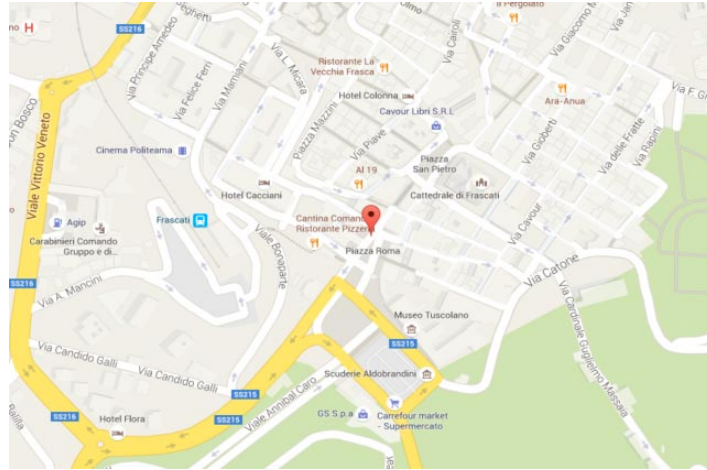 H
SS216
Via Principe Amedeo
Via Felice Ferri
Via Mamiani
Via L. Micara
Ristorante La
Vecchia Frasca
Hotel Colonna
Cavour Libri S.R.L
Via Cairoli
Il Pergolato
Ara-Anua
Piazza Mazzini
Via Piave
Via Gioberti
Via delle Fratte
Via Rapini
Viale Vittorio Veneto
Cinema Politeama
Al 19
Piazza
San Pietro
Cattedrale di Frascati
Hotel Cacciani
Frascati
Agip
Carabinieri Comando
Gruppo e di...
Cantina
Ristorante
Piazza Roma
Viale Bonaparte
Via Cavour
Via Catone
SS216
Via A. Mancini
Via Cardinale Guglielmo Massaia
Museo Tuscolano
SS215
Via Candido Galli
Via Candido Galli
Scuderie Aldobrandini
SS215
Viale Annibal Caro
Carrefour market
- Supermercato
GS S.p.a
SS216
Hotel Flora
SS215